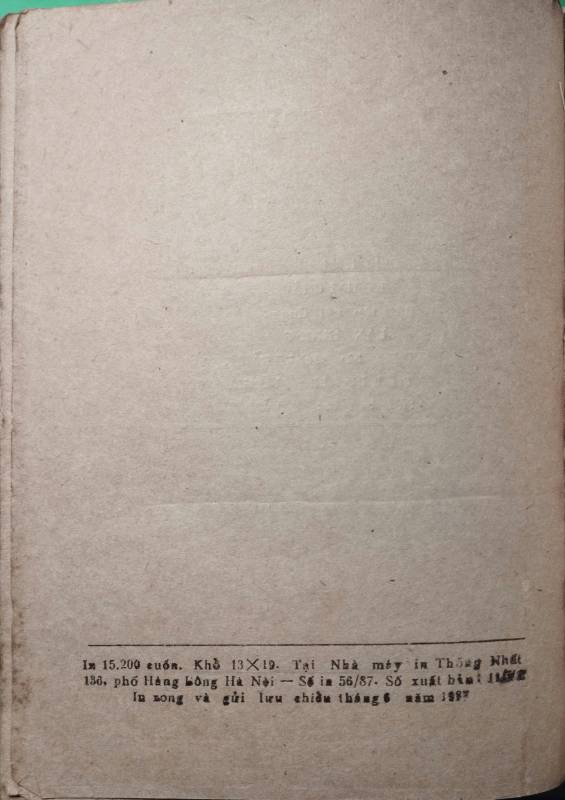 In 15.200 cuốn. Khổ 13×19. Tại Nhà máy in Thống Nhất
136, phố Hàng Bông Hà Nội — Số in 56/87. Số xuất bản:
In xong và gửi lưu chiều tháng 6 năm 1987